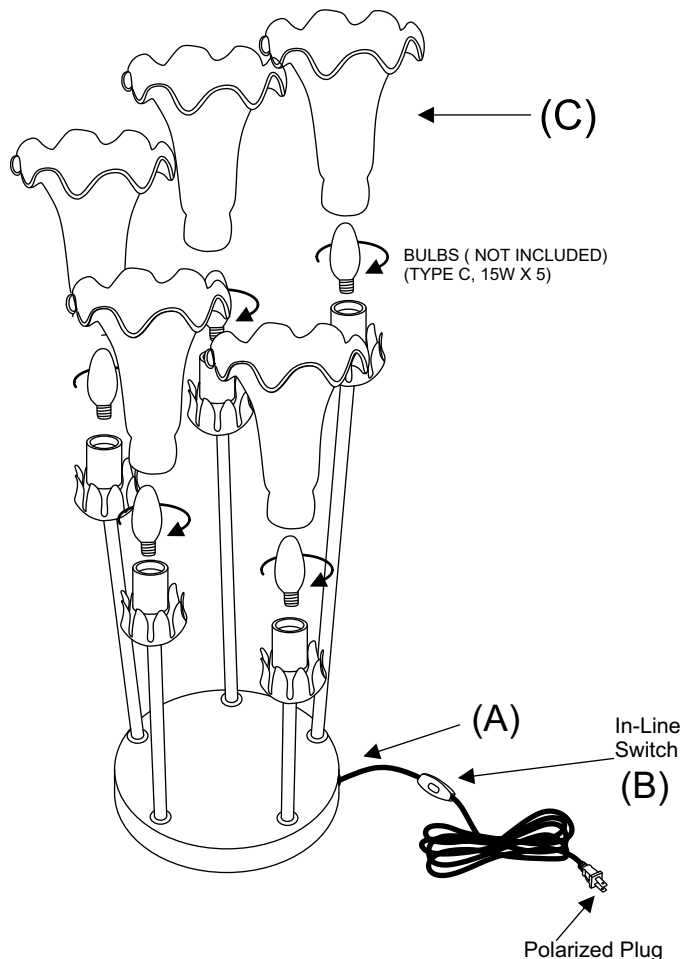 (C)
BULBS ( NOT INCLUDED)
(TYPE C, 15W X 5)
(A)
In-Line
Switch
(B)
Polarized Plug